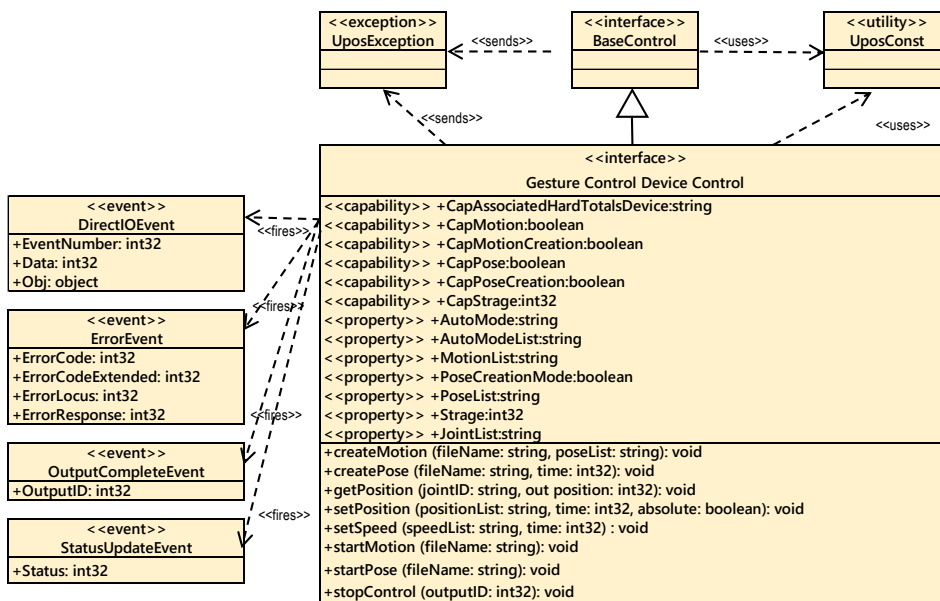 <<exception>>
UposException
<<sends>>
<<interface>>
BaseControl
<<uses>>
<<utility>>
UposConst
<<sends>>
<<uses>>
<<interface>>
Gesture Control Device Control
<<capability>> +CapAssociatedHardTotalsDevice:string
<<capability>> +CapMotion:boolean
<<capability>> +CapMotionCreation:boolean
<<capability>> +CapPose:boolean
<<capability>> +CapPoseCreation:boolean
<<capability>> +CapStrage:int32
<<property>> +AutoMode:string
<<property>> +AutoModeList:string
<<property>> +MotionList:string
<<property>> +PoseCreationMode:boolean
<<property>> +PoseList:string
<<property>> +Strage:int32
<<property>> +JointList:string
+createMotion (fileName: string, poseList: string): void
+createPose (fileName: string, time: int32): void
+getPosition (jointID: string, out position: int32): void
+setPosition (positionList: string, time: int32, absolute: boolean): void
+setSpeed (speedList: string, time: int32) : void
+startMotion (fileName: string): void
+startPose (fileName: string): void
+stopControl (outputID: int32): void
<<event>>
DirectIOEvent
+EventNumber: int32
+Data: int32
+Obj: object
<<fires>>
<<event>>
ErrorEvent
+ErrorCode: int32
+ErrorCodeExtended: int32
+ErrorLocus: int32
+ErrorResponse: int32
<<fires>>
<<event>>
OutputCompleteEvent
+OutputID: int32
<<fires>>
<<event>>
StatusUpdateEvent
+Status: int32
<<fires>>